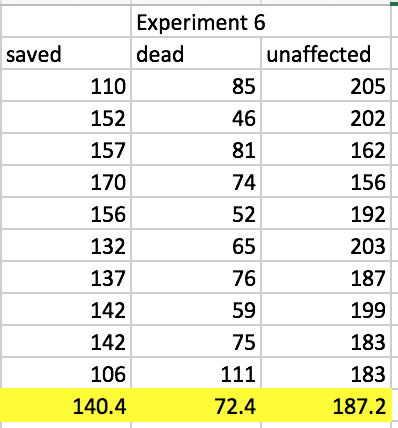 Experiment 6
saved dead unaffected
110 85 205
152 46 202
157 81 162
170 74 156
156 52 192
132 65 203
137 76 187
142 59 199
142 75 183
106 111 183
140.4 72.4 187.2